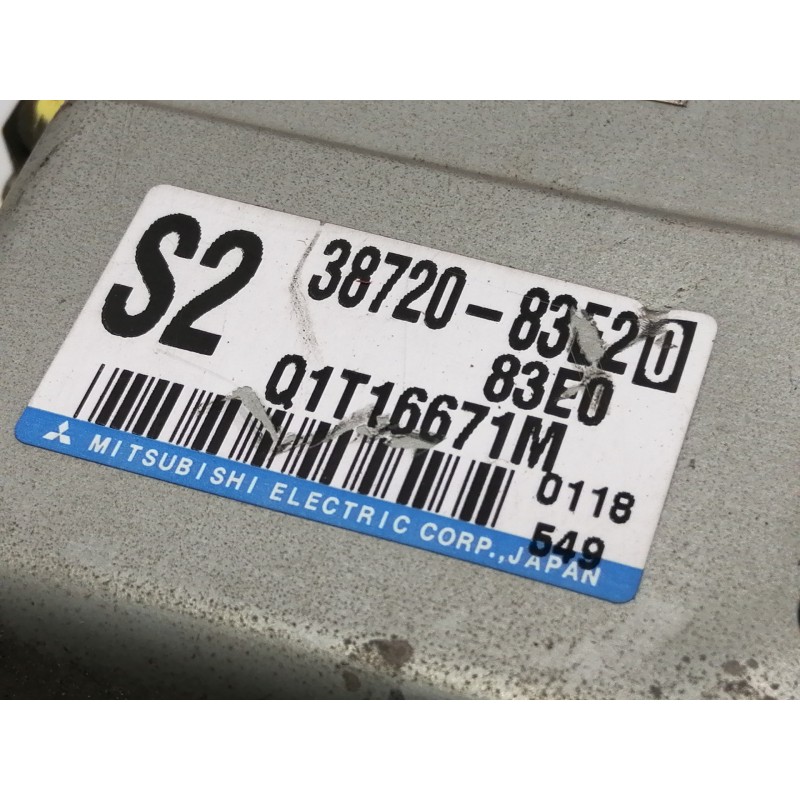 S2 38720-83E20
83E0
Q1T16671M
0118
549
MITSUBISHI ELECTRIC CORP., JAPAN